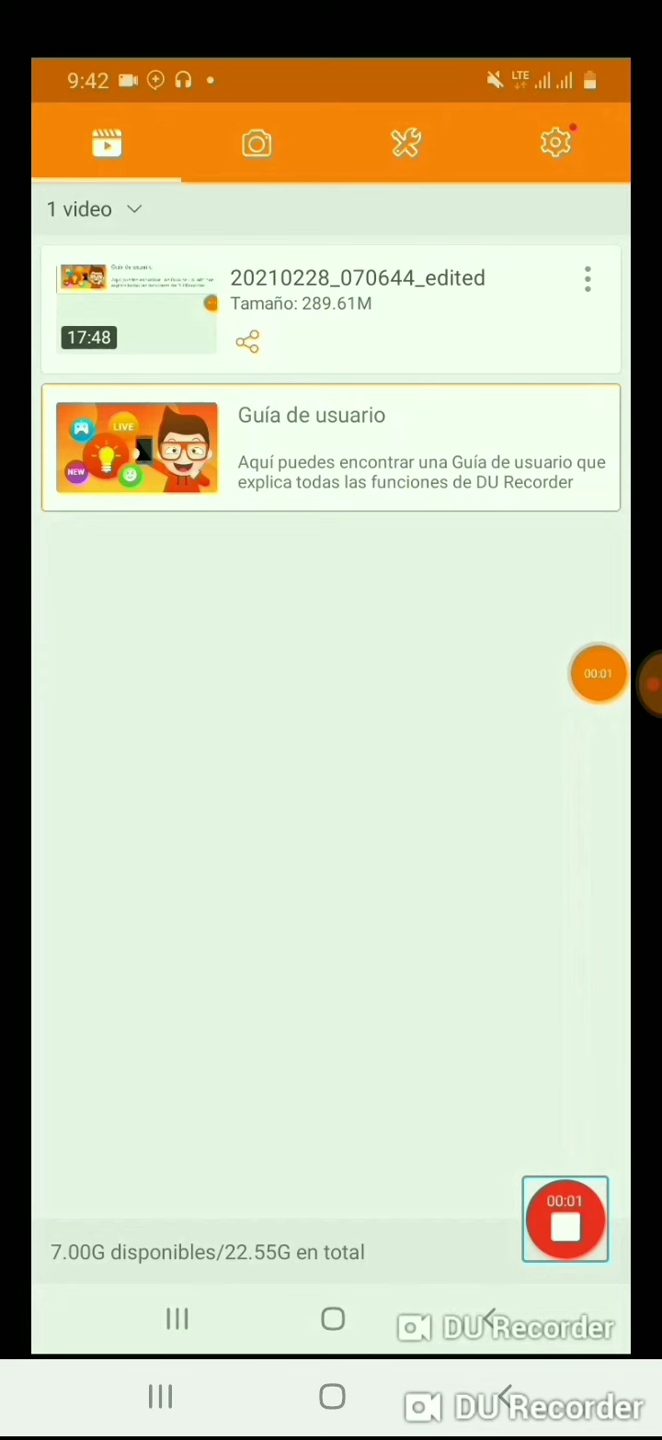 9:42
LTE
1 video
20210228_070644_edited
Tamaño: 289.61M
17:48
LIVE
NEW
Guía de usuario
Aquí puedes encontrar una Guía de usuario que
explica todas las funciones de DU Recorder
00:01
00:01
7.00G disponibles/22.55G en total
DU Recorder
DU Recorder